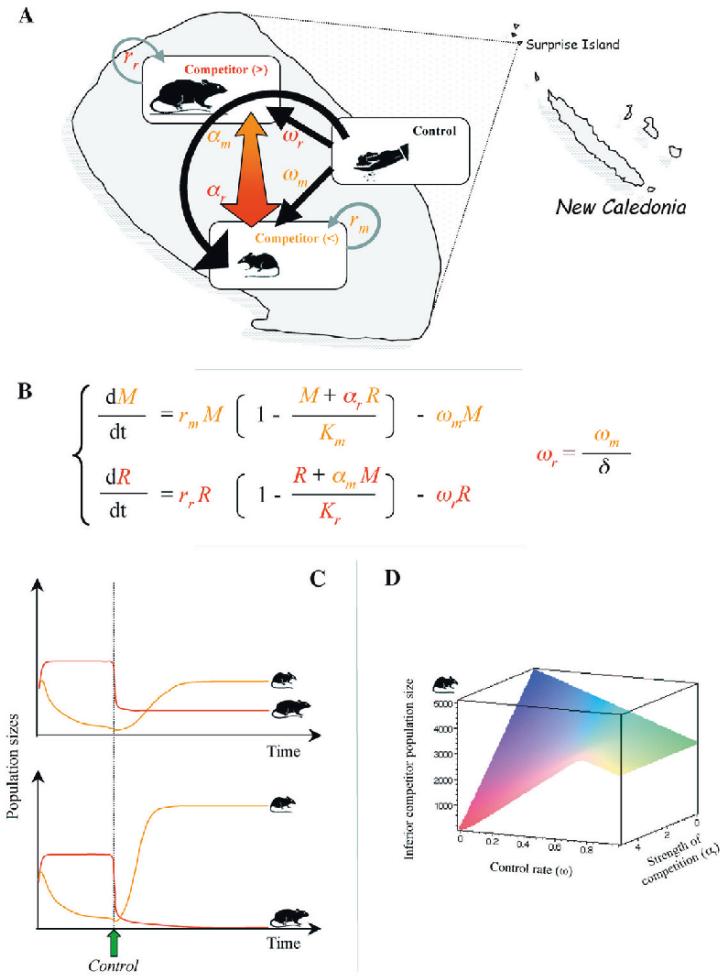 A
Surprise Island
r_r
Competitor (>)
Control
α_m
ω_r
ω_m
α_r
Competitor (<)
r_m
New Caledonia
B
dM/dt = r_m M [1 - (M + α_r R)/K_m] - ω_m M
ω_r = ω_m/δ
dR/dt = r_r R [1 - (R + α_m M)/K_r] - ω_r R
C
D
Population sizes
Time
Time
Control
Inferior competitor population size
5000
4000
3000
2000
1000
0
0.2
0.4
0.6
0.8
4
2
0
Control rate (ω)
Strength of
competition (α_r)